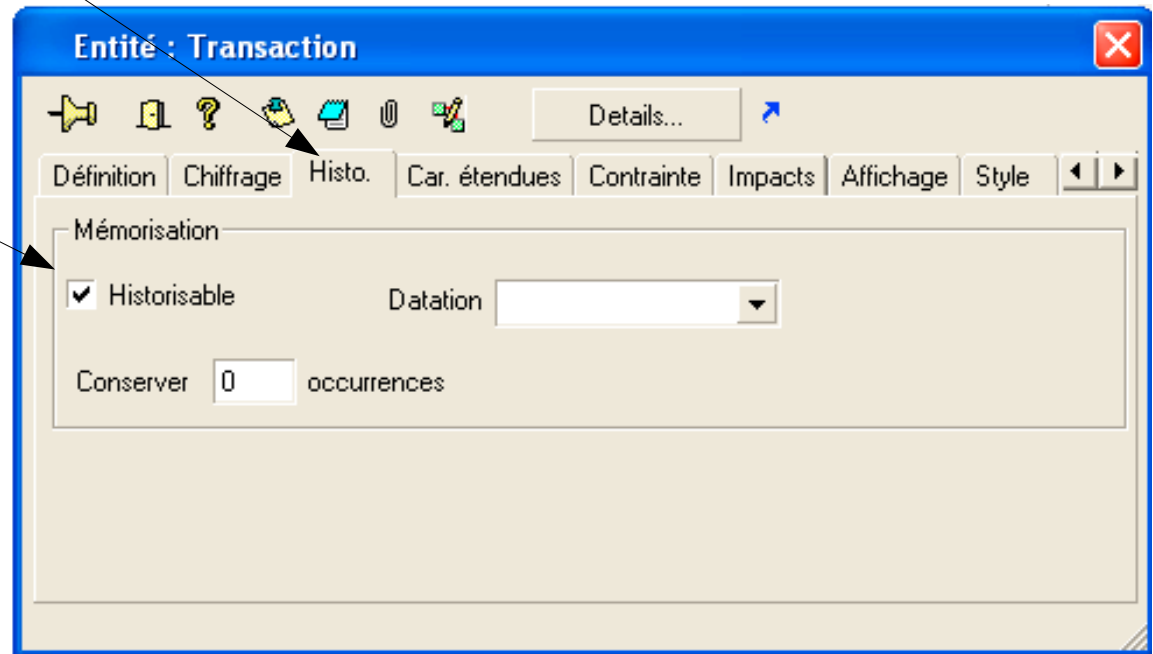 Entité : Transaction
Details...
Définition Chiffrage Histo. Car. étendues Contrainte Impacts Affichage Style
Mémorisation
Historisable Datation
Conserver 0 occurrences